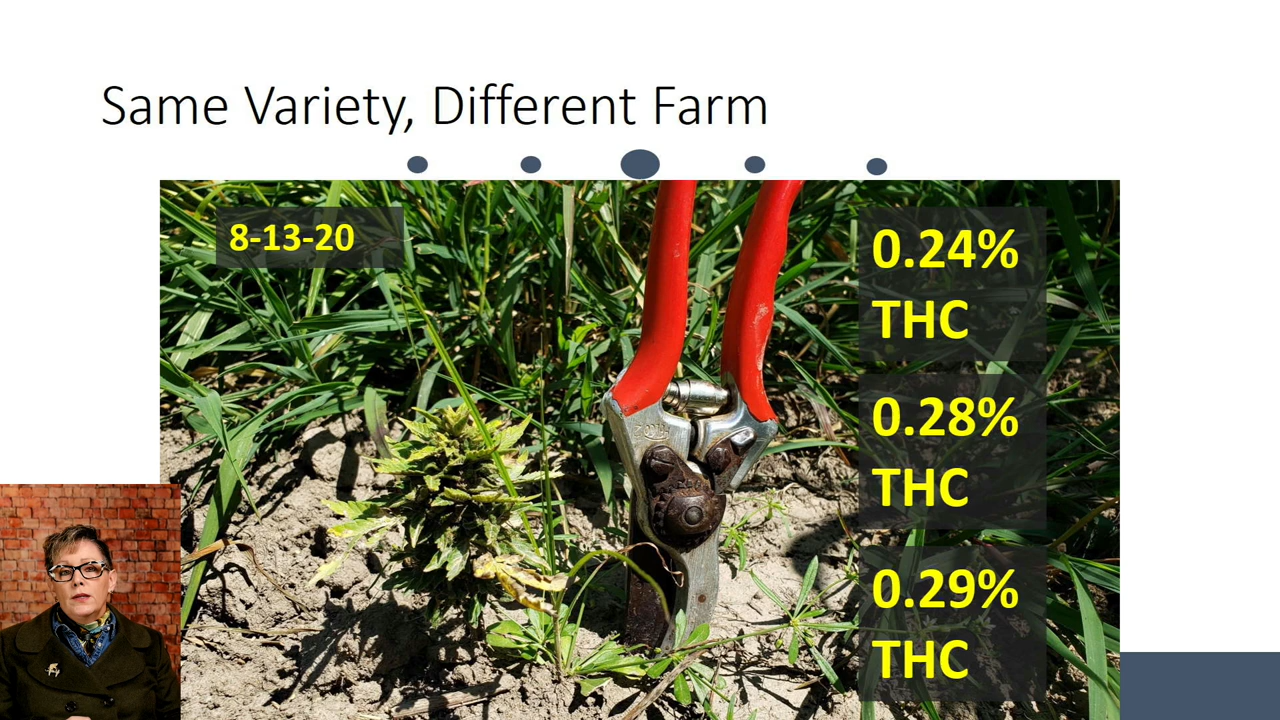 Same Variety, Different Farm
8-13-20
0.24%
THC
0.28%
THC
0.29%
THC